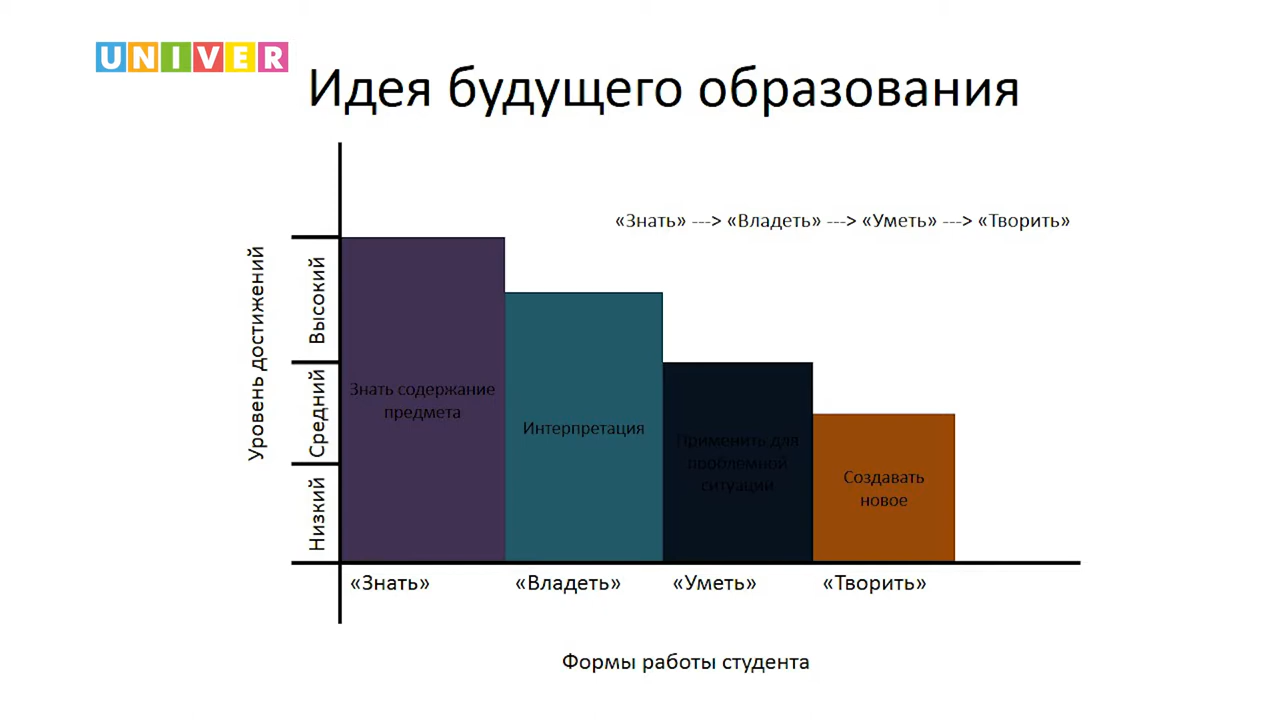 UNIVER
Идея будущего образования
«Знать» ---> «Владеть» ---> «Уметь» ---> «Творить»
Уровень достижений
Высокий
Средний
Низкий
Знать содержание
предмета
Интерпретация
Применить для
проблемной
ситуации
Создавать
новое
«Знать»
«Владеть»
«Уметь»
«Творить»
Формы работы студента